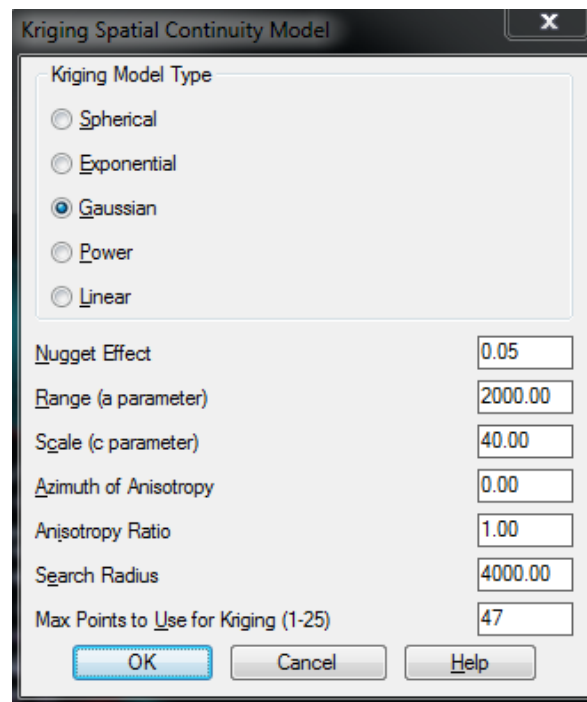 Kriging Spatial Continuity Model
x
Kriging Model Type
Spherical
Exponential
Gaussian
Power
Linear
Nugget Effect 0.05
Range (a parameter) 2000.00
Scale (c parameter) 40.00
Azimuth of Anisotropy 0.00
Anisotropy Ratio 1.00
Search Radius 4000.00
Max Points to Use for Kriging (1-25) 47
OK Cancel Help